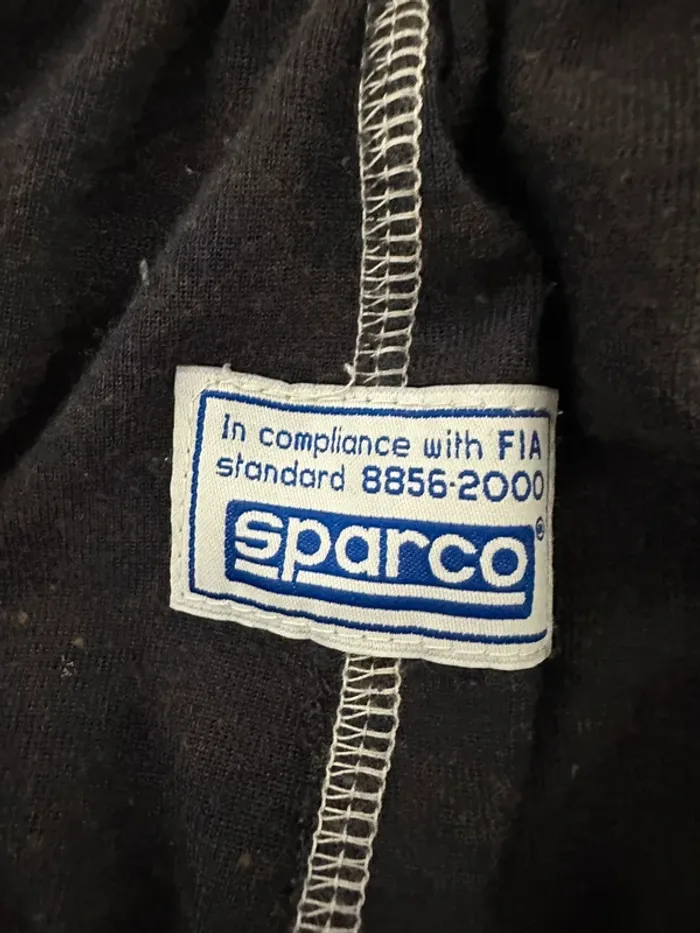 In compliance with FIA
standard 8856-2000
sparco®